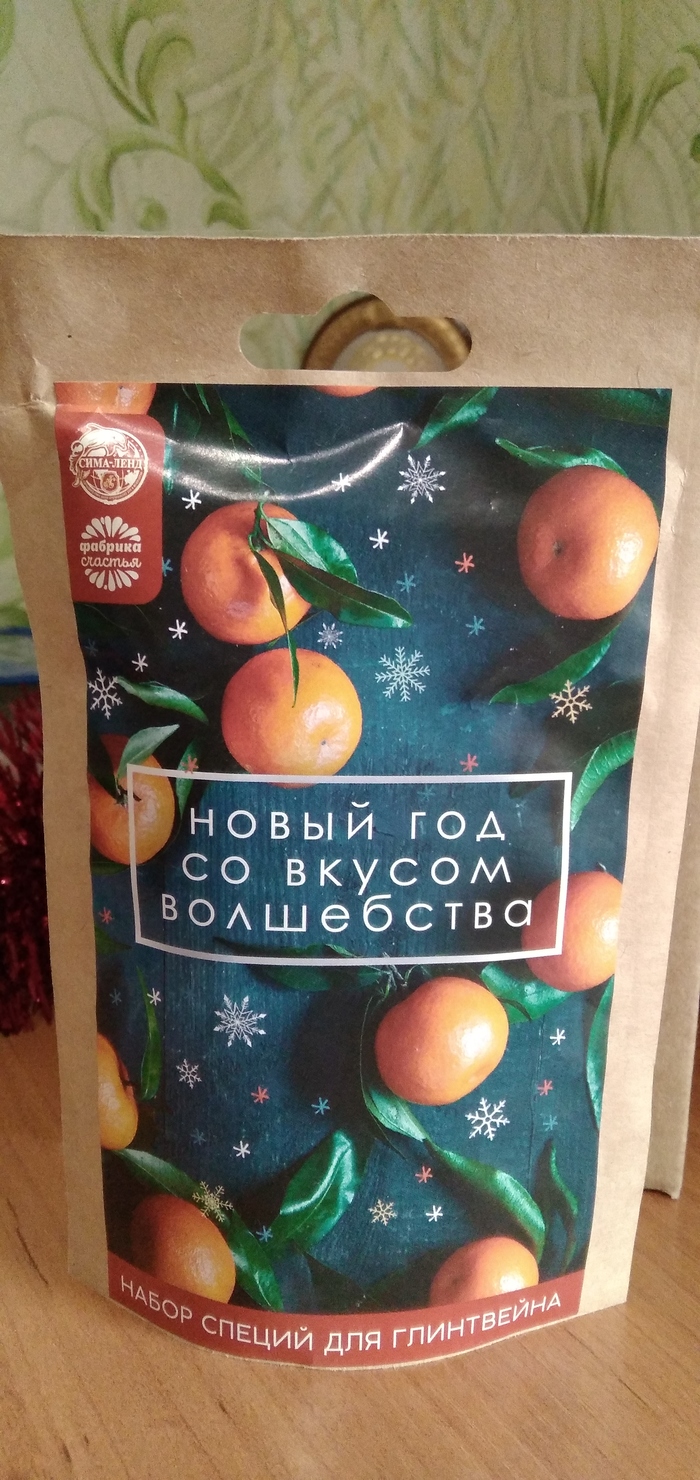 СИМА-ЛЕНД
фабрика
счастья
НОВЫЙ ГОД
СО ВКУСОМ
ВОЛШЕБСТВА
НАБОР СПЕЦИЙ ДЛЯ ГЛИНТВЕЙНА